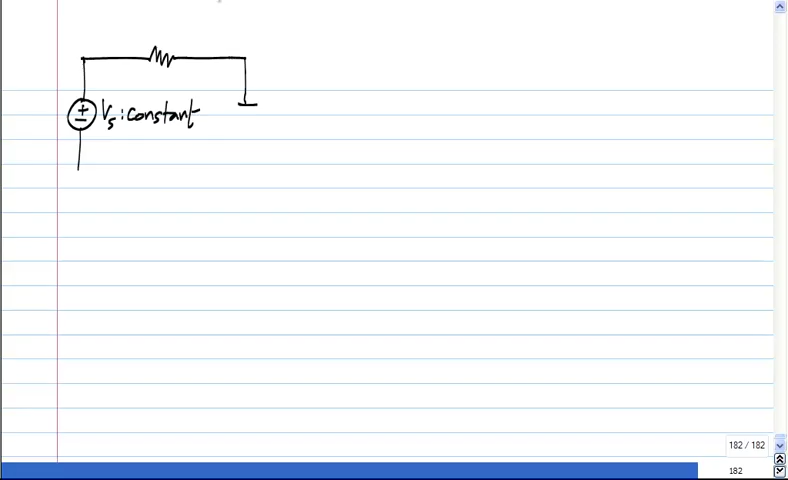 +
−
Vs : constant
182 / 182
182